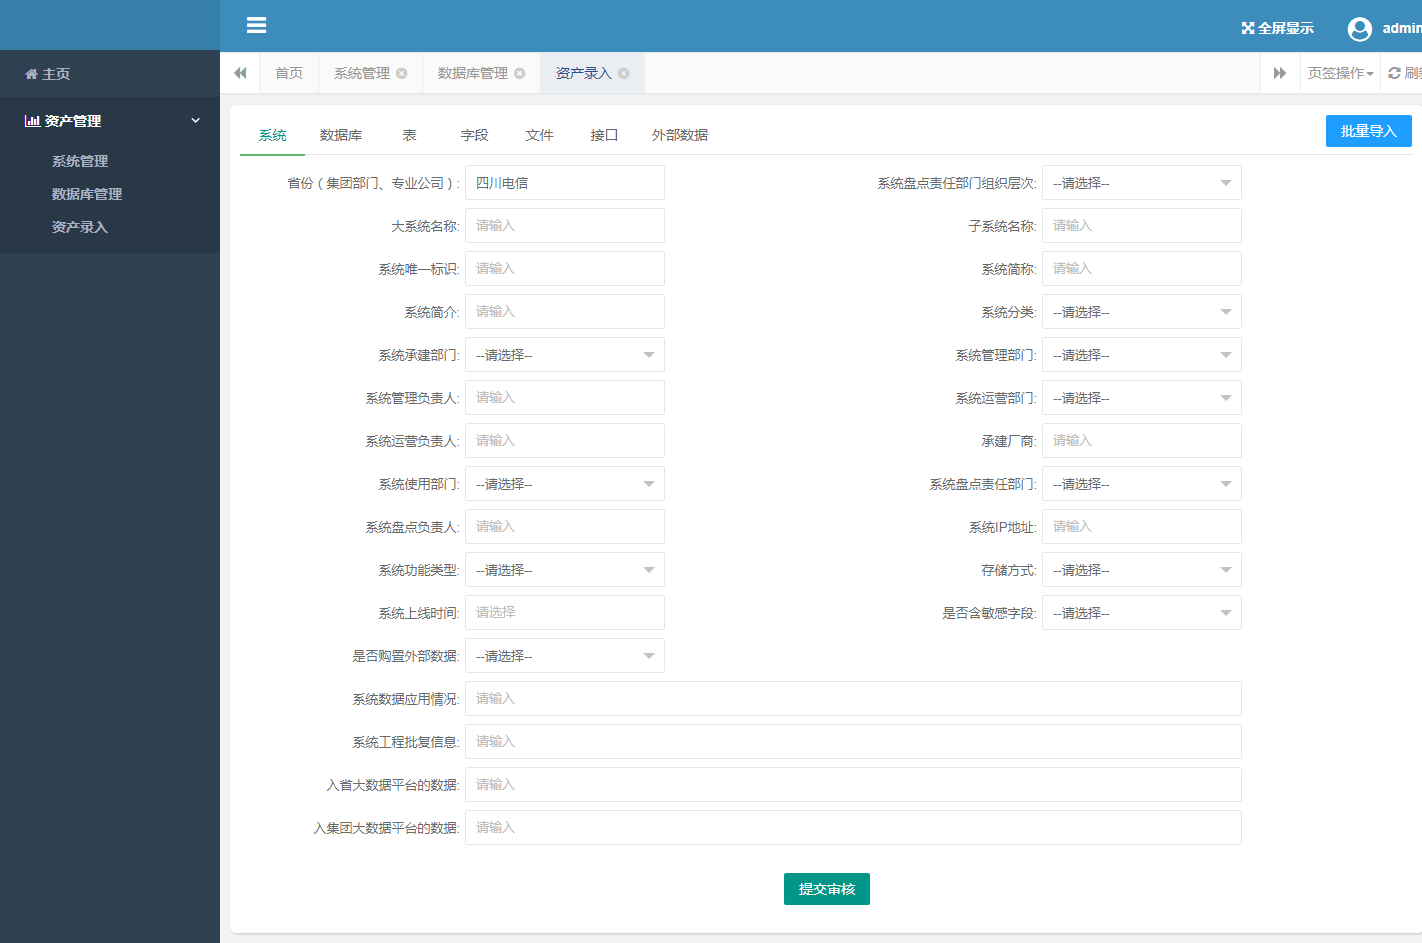 全屏显示 admin
主页
首页 系统管理 数据库管理 资产录入 页签操作 刷新
资产管理
系统管理
数据库管理
资产录入
系统 数据库 表 字段 文件 接口 外部数据 批量导入
省份（集团部门、专业公司）: 四川电信 系统盘点责任部门组织层次: --请选择--
大系统名称: 请输入 子系统名称: 请输入
系统唯一标识: 请输入 系统简称: 请输入
系统简介: 请输入 系统分类: --请选择--
系统承建部门: --请选择-- 系统管理部门: --请选择--
系统管理负责人: 请输入 系统运营部门: --请选择--
系统运营负责人: 请输入 承建厂商: 请输入
系统使用部门: --请选择-- 系统盘点责任部门: --请选择--
系统盘点负责人: 请输入 系统IP地址: 请输入
系统功能类型: --请选择-- 存储方式: --请选择--
系统上线时间: 请选择 是否含敏感字段: --请选择--
是否购置外部数据: --请选择--
系统数据应用情况: 请输入
系统工程批复信息: 请输入
入省大数据平台的数据: 请输入
入集团大数据平台的数据: 请输入
提交审核